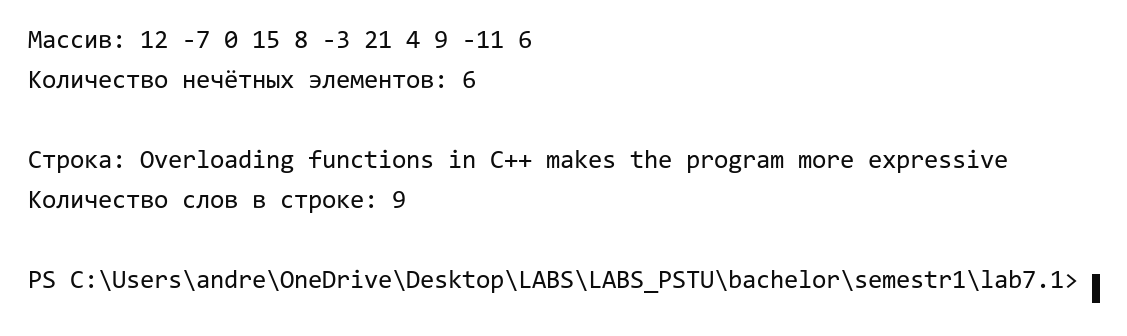 Массив: 12 -7 0 15 8 -3 21 4 9 -11 6
Количество нечётных элементов: 6
Строка: Overloading functions in C++ makes the program more expressive
Количество слов в строке: 9
PS C:\Users\andre\OneDrive\Desktop\LABS\LABS_PSTU\bachelor\semestr1\lab7.1>